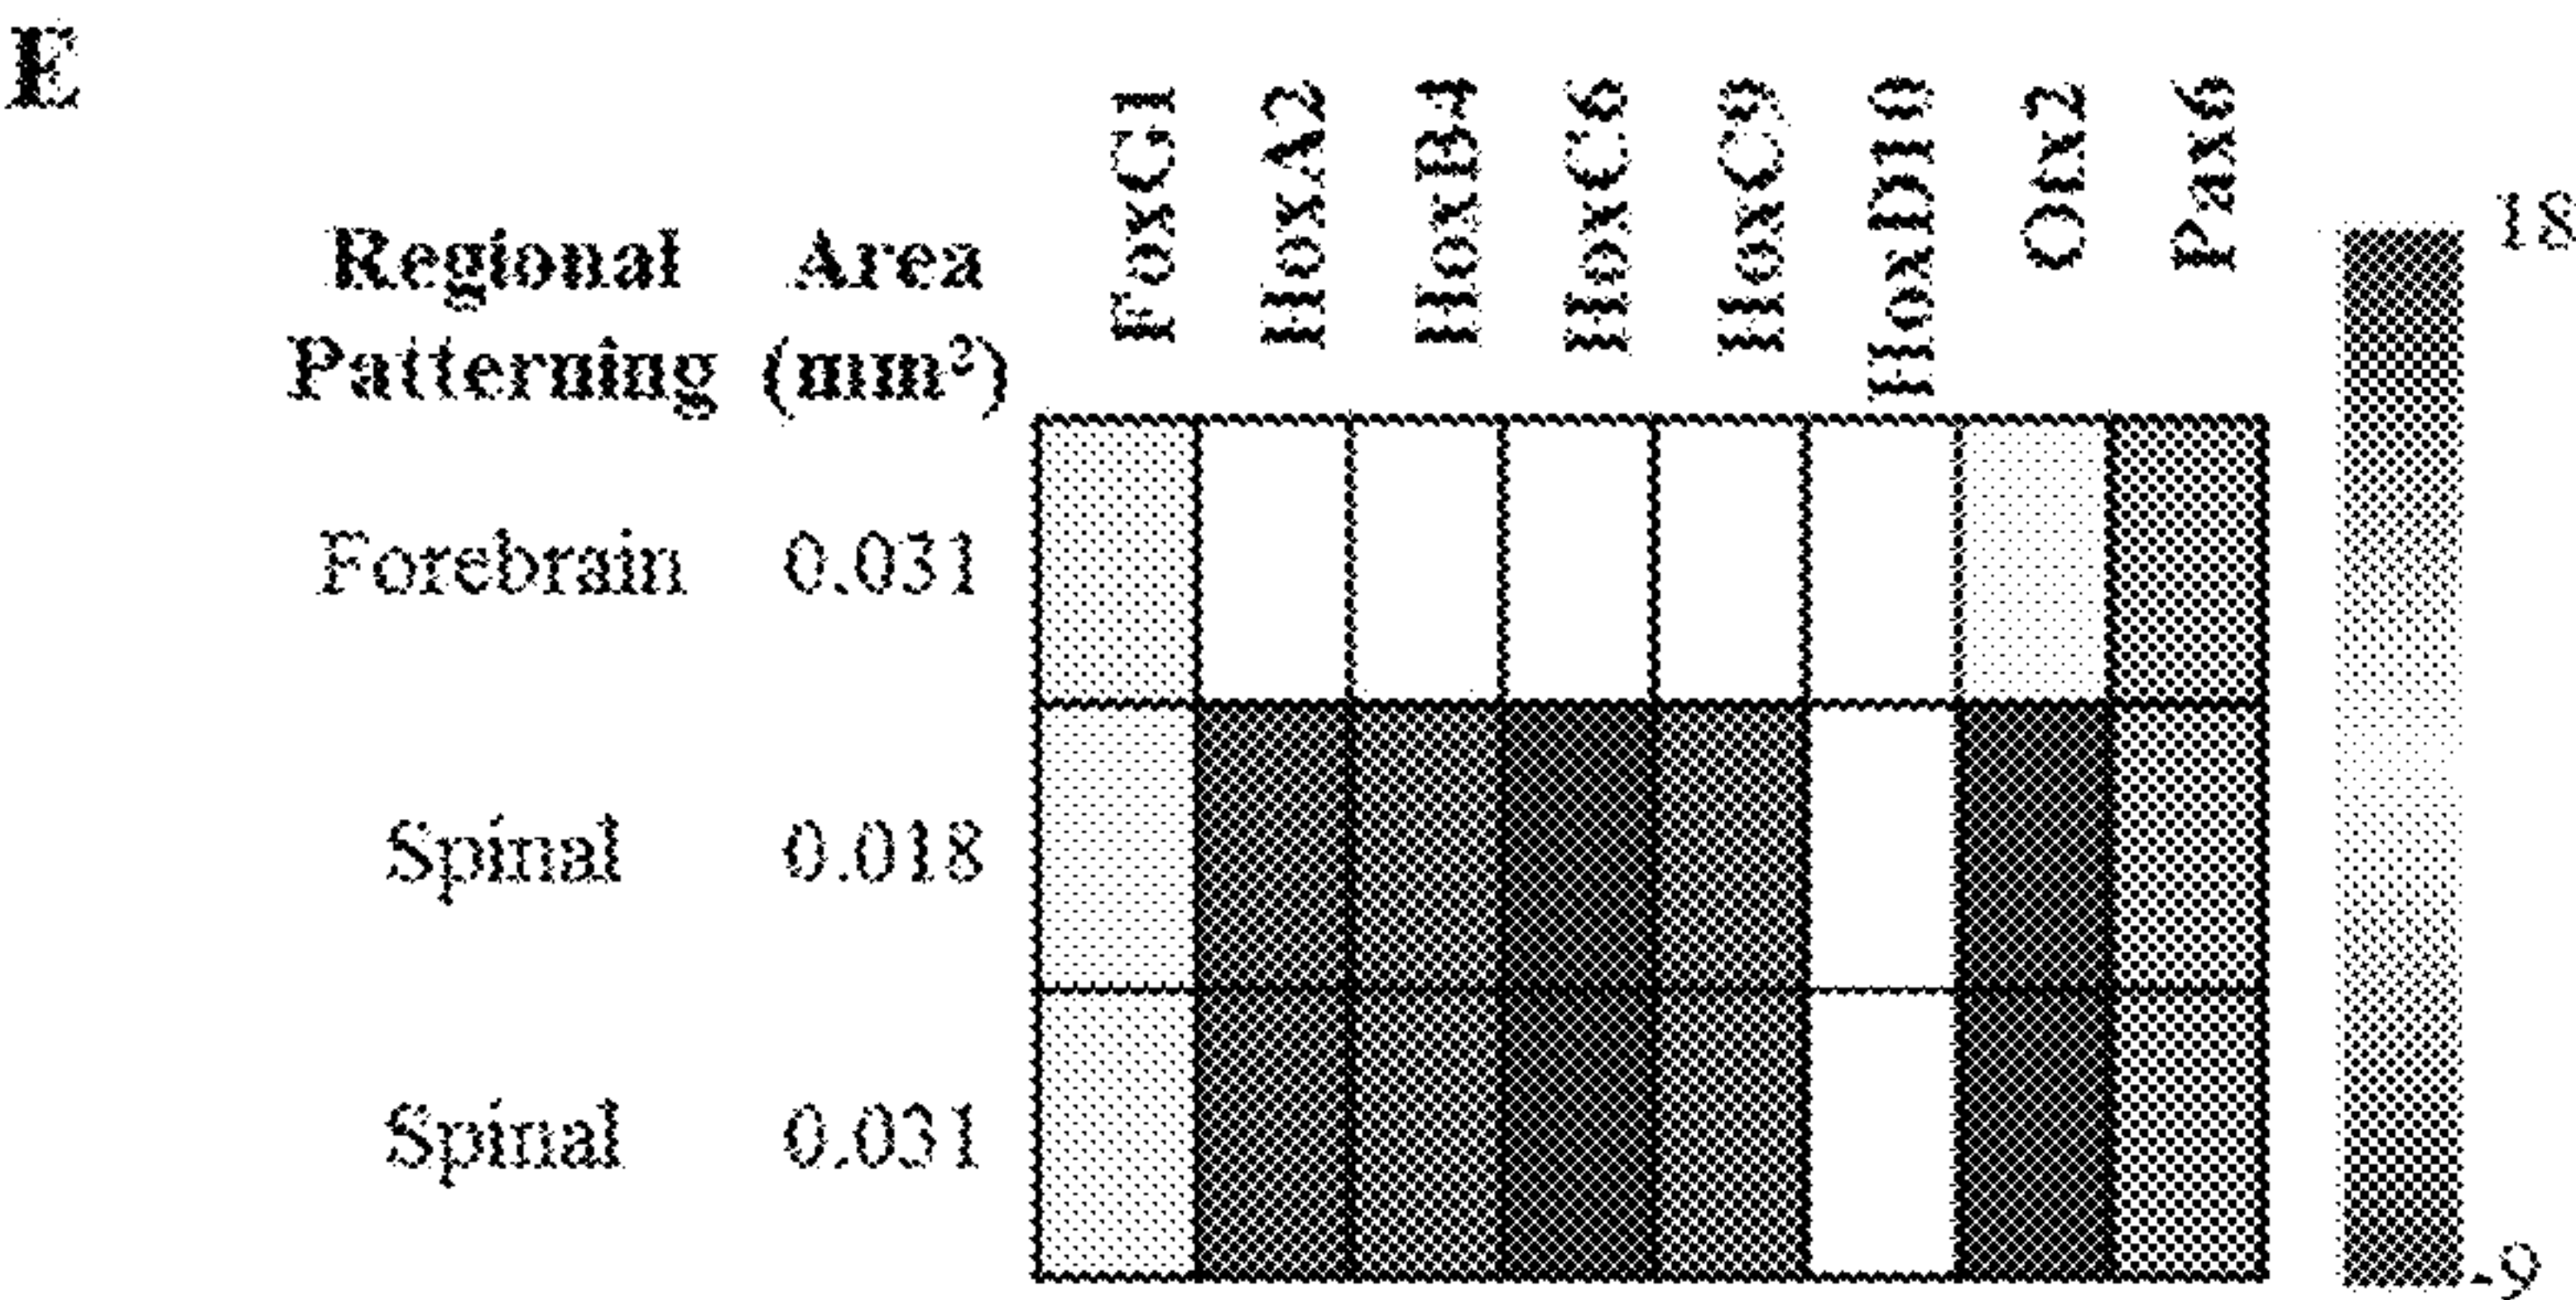 E
Regional Area
Patterning (mm²)
FoxG1
HoxA2
HoxB4
HoxC6
HoxC9
HoxD10
Otx2
Pax6
18
Forebrain 0.031
Spinal 0.018
Spinal 0.031
-9